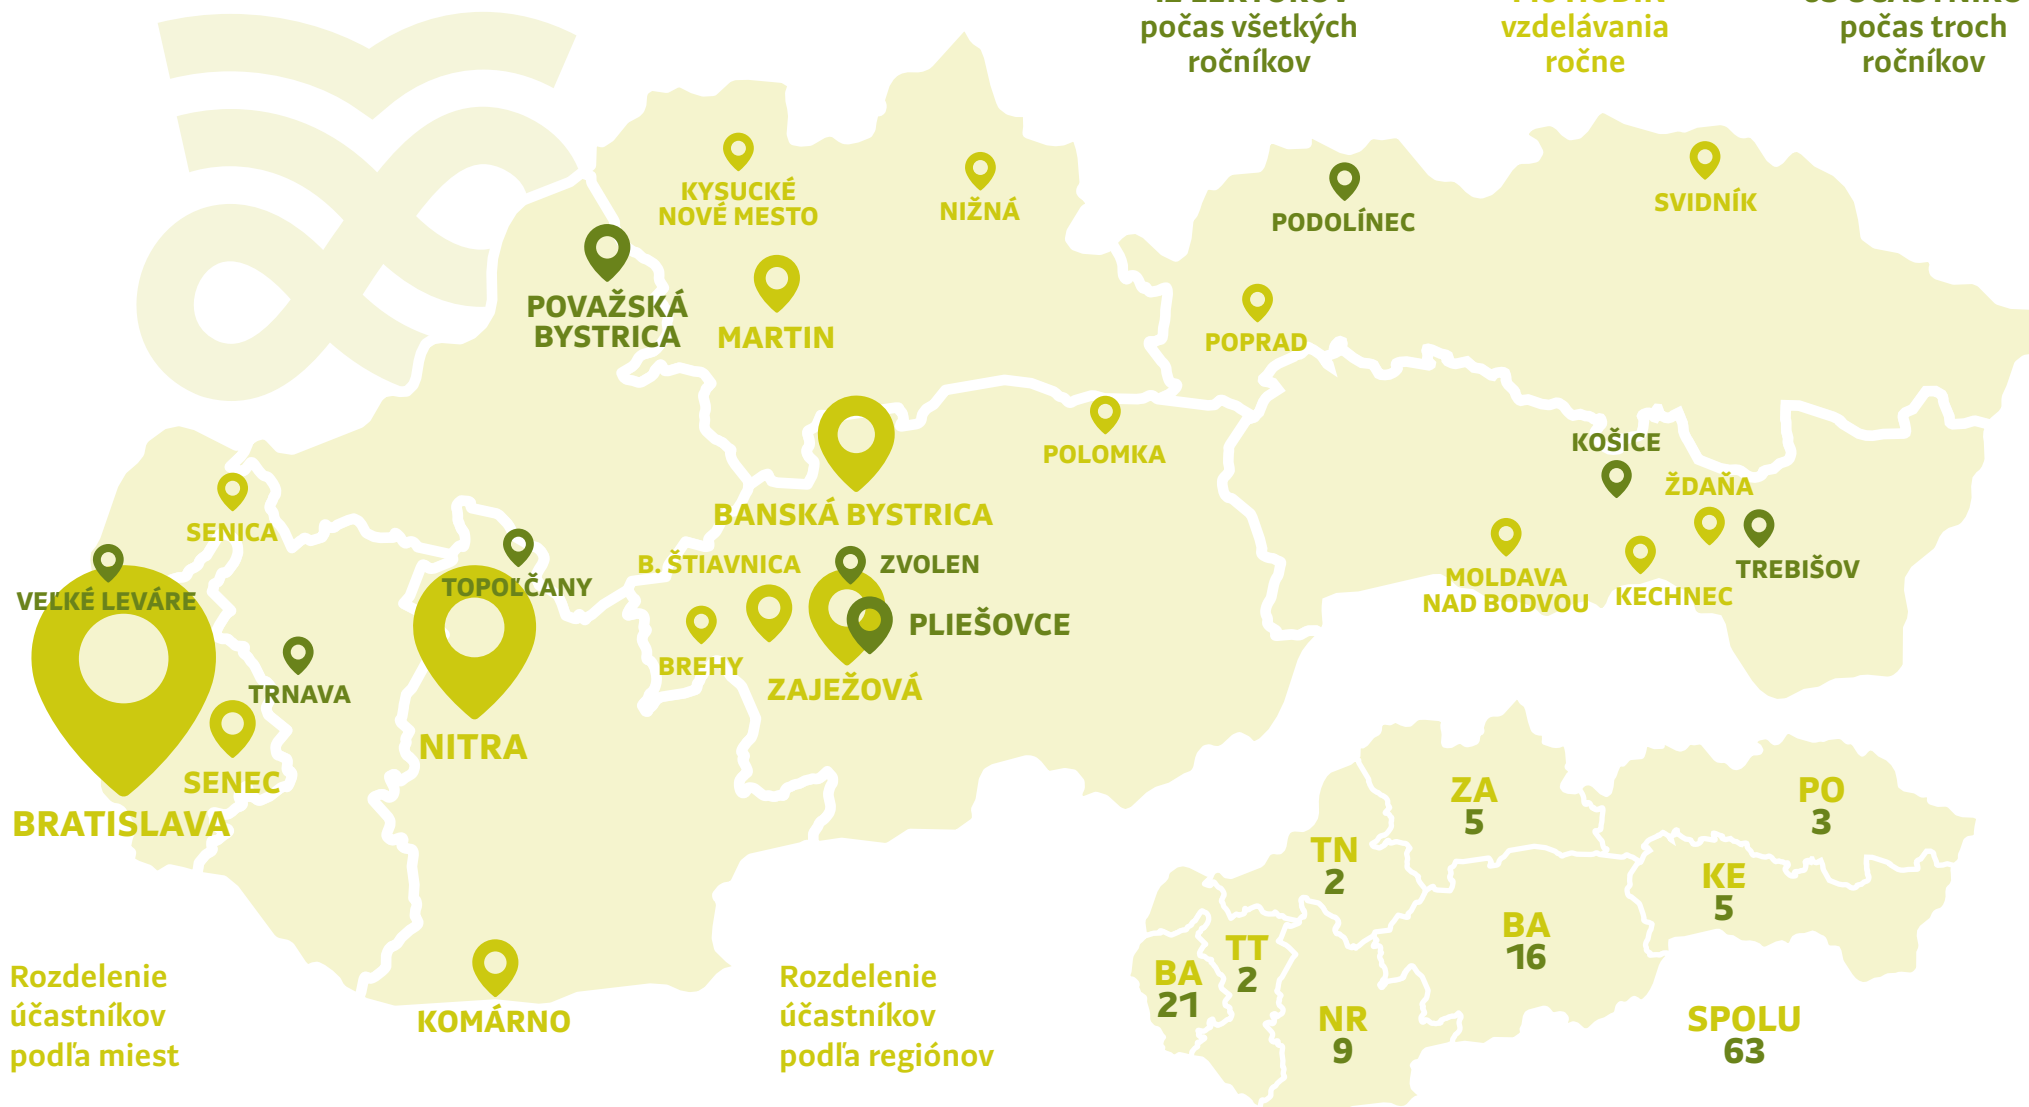 počas všetkých
ročníkov
vzdelávania
ročne
počas troch
ročníkov
KYSUCKÉ
NOVÉ MESTO
NIŽNÁ
PODOLÍNEC
SVIDNÍK
POVAŽSKÁ
BYSTRICA
MARTIN
POPRAD
POLOMKA
KOŠICE
ŽDAŇA
SENICA
BANSKÁ BYSTRICA
B. ŠTIAVNICA
ZVOLEN
TREBIŠOV
MOLDAVA
NAD BODVOU
KECHNEC
VEĽKÉ LEVÁRE
TOPOĽČANY
PLIEŠOVCE
BREHY
ZAJEŽOVÁ
TRNAVA
NITRA
SENEC
BRATISLAVA
KOMÁRNO
Rozdelenie
účastníkov
podľa miest
Rozdelenie
účastníkov
podľa regiónov
ZA
5
PO
3
TN
2
KE
5
BA
16
TT
2
BA
21
NR
9
SPOLU
63